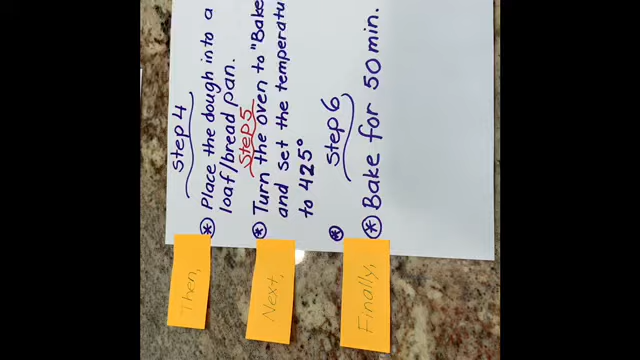 Step 4
Then,
* Place the dough into a
loaf/bread pan.
Step 5
Next,
* Turn the oven to "Bake
and set the temperatu
to 425°
Step 6
*
Finally,
* Bake for 50 min.